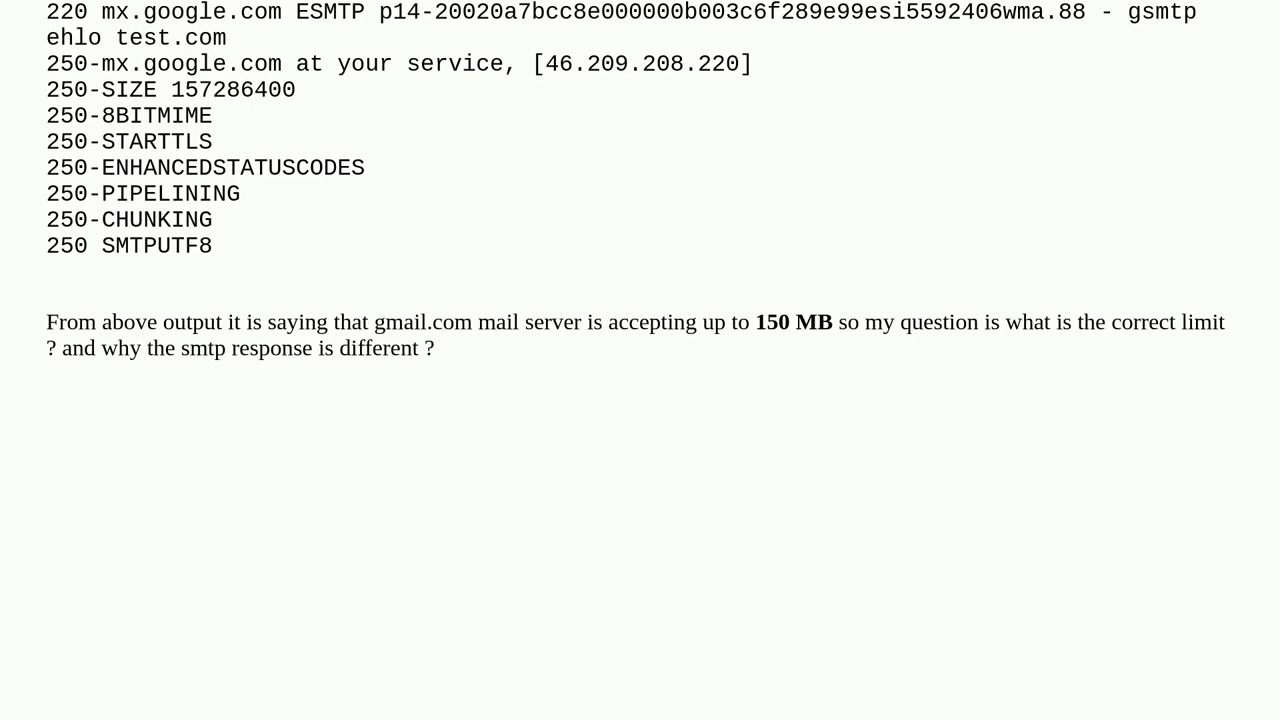 220 mx.google.com ESMTP p14-20020a7bcc8e000000b003c6f289e99esi5592406wma.88 - gsmtp
ehlo test.com
250-mx.google.com at your service, [46.209.208.220]
250-SIZE 157286400
250-8BITMIME
250-STARTTLS
250-ENHANCEDSTATUSCODES
250-PIPELINING
250-CHUNKING
250 SMTPUTF8
From above output it is saying that gmail.com mail server is accepting up to 150 MB so my question is what is the correct limit
? and why the smtp response is different ?